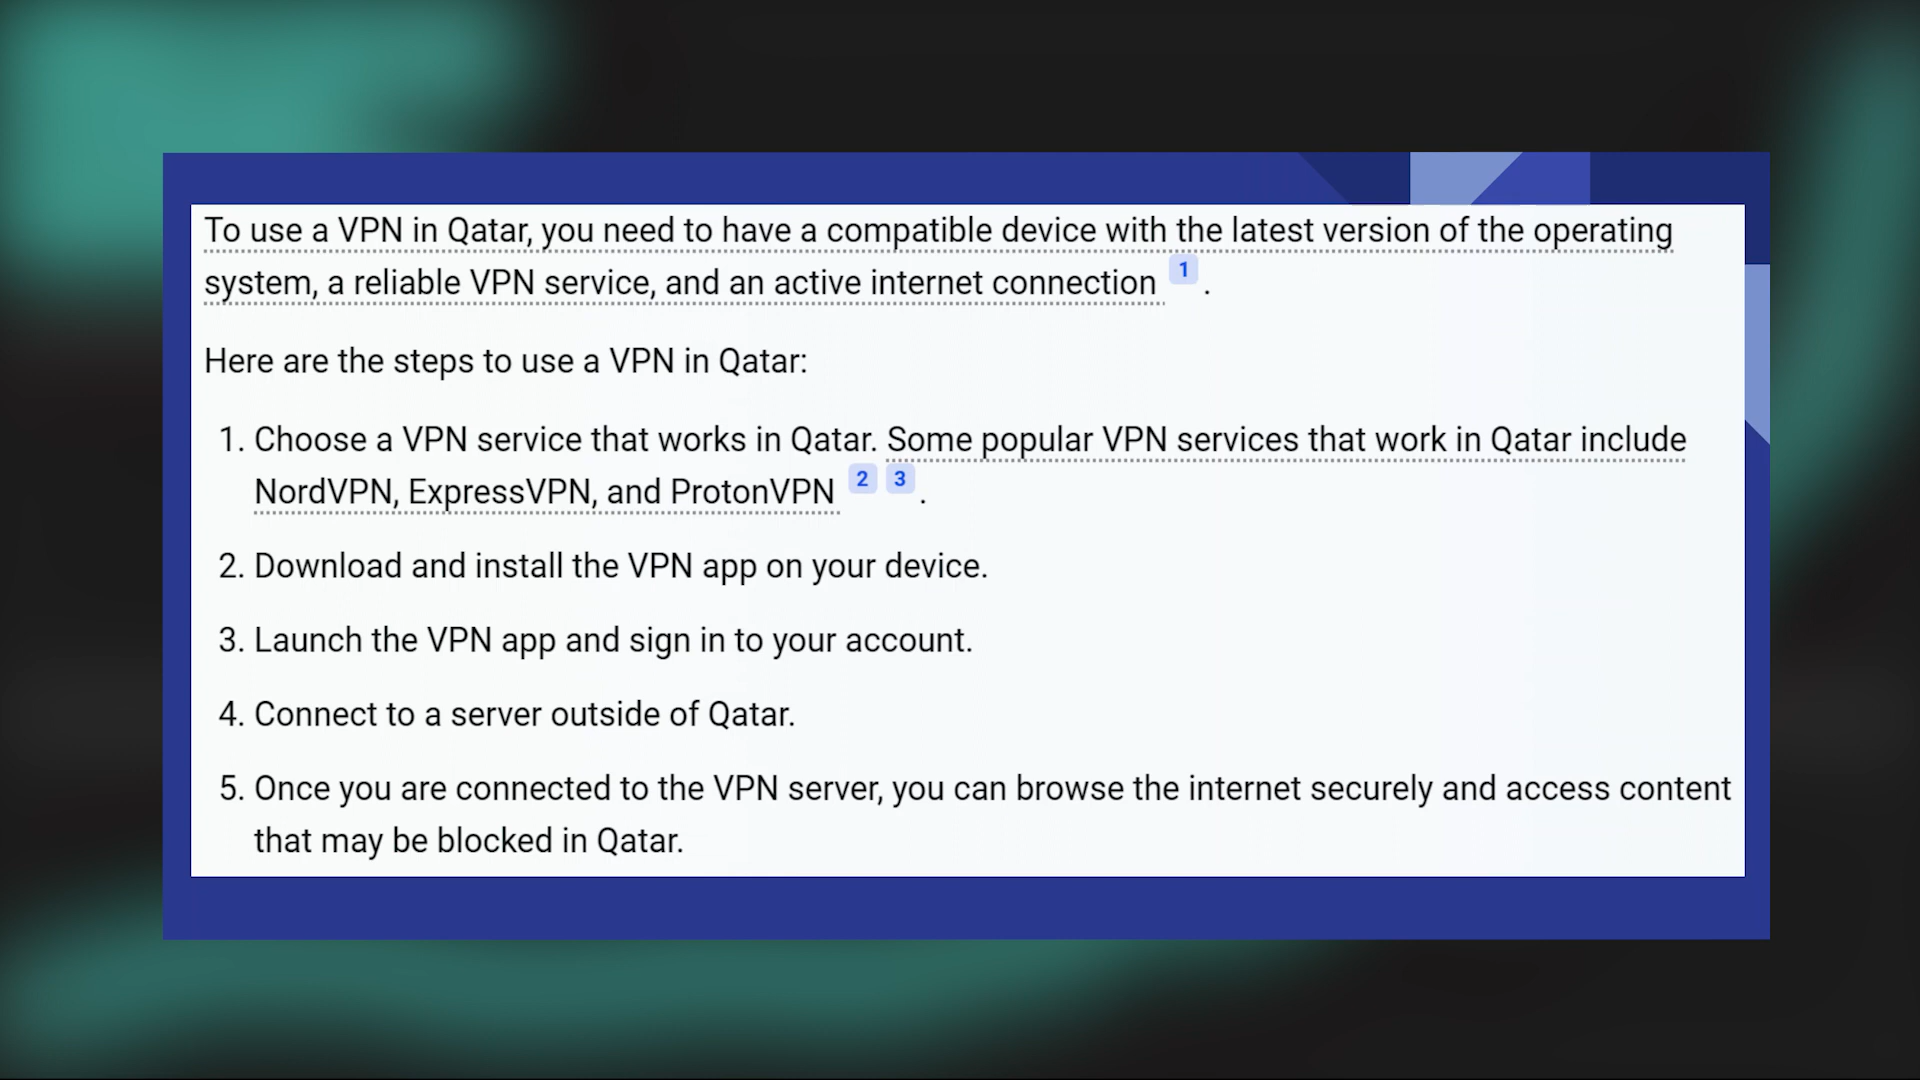 To use a VPN in Qatar, you need to have a compatible device with the latest version of the operating
system, a reliable VPN service, and an active internet connection 1 .
Here are the steps to use a VPN in Qatar:
1. Choose a VPN service that works in Qatar. Some popular VPN services that work in Qatar include
NordVPN, ExpressVPN, and ProtonVPN 2 3 .
2. Download and install the VPN app on your device.
3. Launch the VPN app and sign in to your account.
4. Connect to a server outside of Qatar.
5. Once you are connected to the VPN server, you can browse the internet securely and access content
that may be blocked in Qatar.